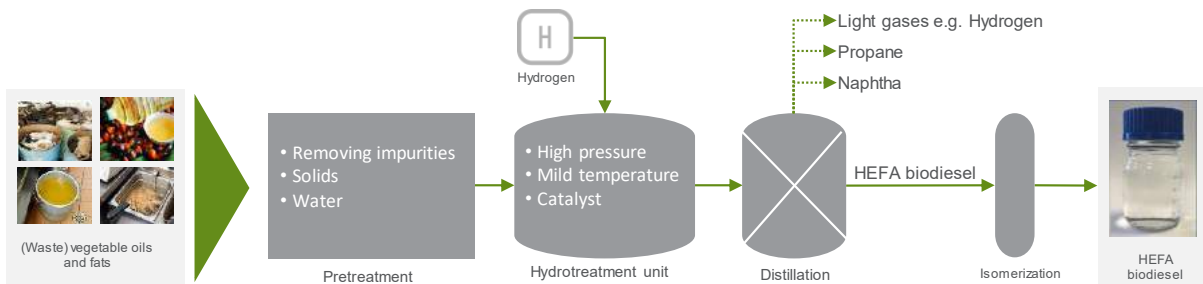 Light gases e.g. Hydrogen
Propane
Naphtha
H
Hydrogen
(Waste) vegetable oils
and fats
• Removing impurities
• Solids
• Water
Pretreatment
• High pressure
• Mild temperature
• Catalyst
Hydrotreatment unit
Distillation
HEFA biodiesel
Isomerization
HEFA
biodiesel